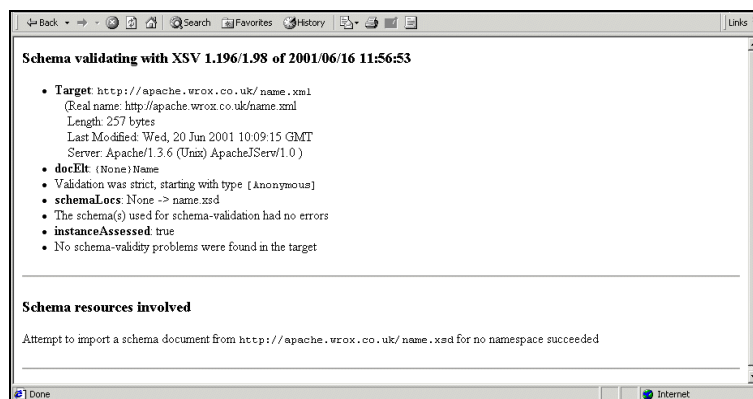 Back Search Favorites History Links
Schema validating with XSV 1.196/1.98 of 2001/06/16 11:56:53
Target: http://apache.wrox.co.uk/name.xml
(Real name: http://apache.wrox.co.uk/name.xml
Length: 257 bytes
Last Modified: Wed, 20 Jun 2001 10:09:15 GMT
Server: Apache/1.3.6 (Unix) ApacheJServ/1.0 )
docElt: {None}Name
Validation was strict, starting with type [Anonymous]
schemaLocs: None -> name.xsd
The schema(s) used for schema-validation had no errors
instanceAssessed: true
No schema-validity problems were found in the target
Schema resources involved
Attempt to import a schema document from http://apache.wrox.co.uk/name.xsd for no namespace succeeded
Done Internet